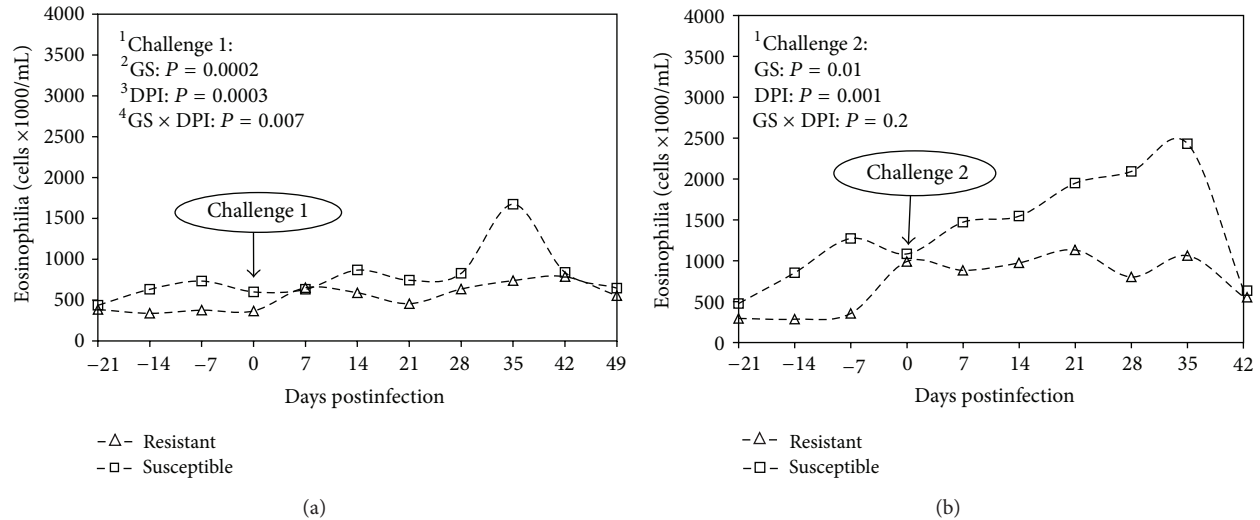 4000
3500
3000
2500
2000
1500
1000
500
0
Eosinophilia (cells ×1000/mL)
¹Challenge 1:
²GS: P = 0.0002
³DPI: P = 0.0003
⁴GS × DPI: P = 0.007
Challenge 1
−21 −14 −7 0 7 14 21 28 35 42 49
Days postinfection
Resistant
Susceptible
(a)
4000
3500
3000
2500
2000
1500
1000
500
0
Eosinophilia (cells ×1000/mL)
¹Challenge 2:
GS: P = 0.01
DPI: P = 0.001
GS × DPI: P = 0.2
Challenge 2
−21 −14 −7 0 7 14 21 28 35 42
Days postinfection
Resistant
Susceptible
(b)